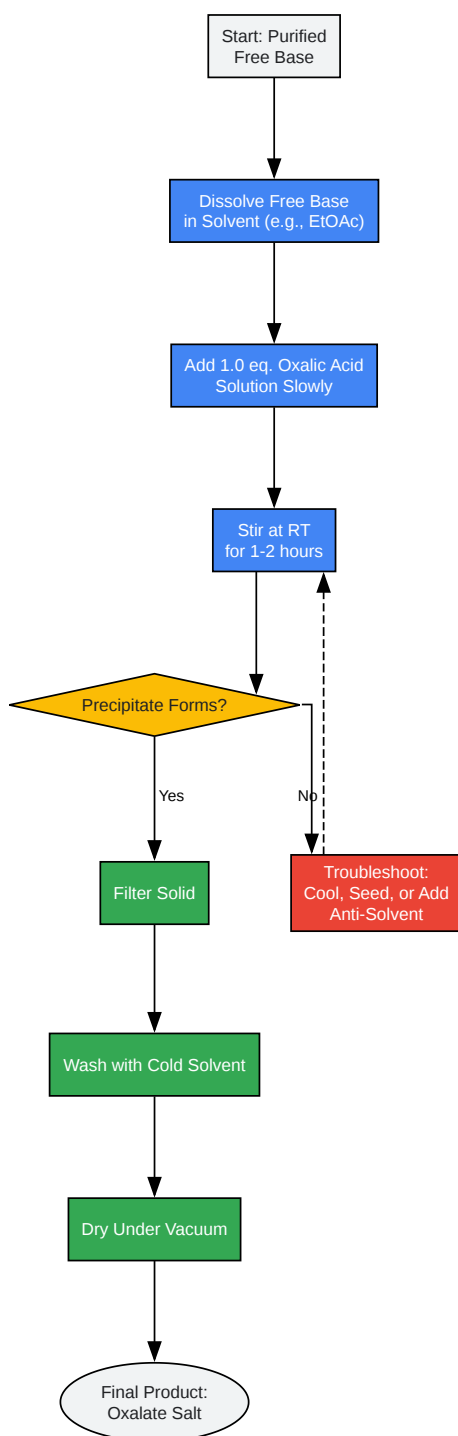 Start: Purified
Free Base
Dissolve Free Base
in Solvent (e.g., EtOAc)
Add 1.0 eq. Oxalic Acid
Solution Slowly
Stir at RT
for 1-2 hours
Precipitate Forms?
Yes
No
Filter Solid
Troubleshoot:
Cool, Seed, or Add
Anti-Solvent
Wash with Cold Solvent
Dry Under Vacuum
Final Product:
Oxalate Salt